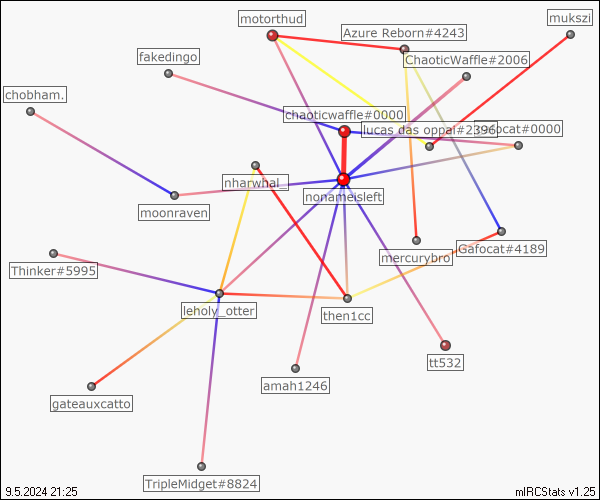 motorthud
mukszi
Azure Reborn#4243
fakedingo
ChaoticWaffle#2006
chobham.
chaoticwaffle#0000
lucas das oppal#2396
ocat#0000
nharwhal_
nonameisleft
moonraven
Gafocat#4189
mercurybro
Thinker#5995
leholy_otter
then1cc
tt532
amah1246
gateauxcatto
TripleMidget#8824
9.5.2024 21:25
mIRCStats v1.25